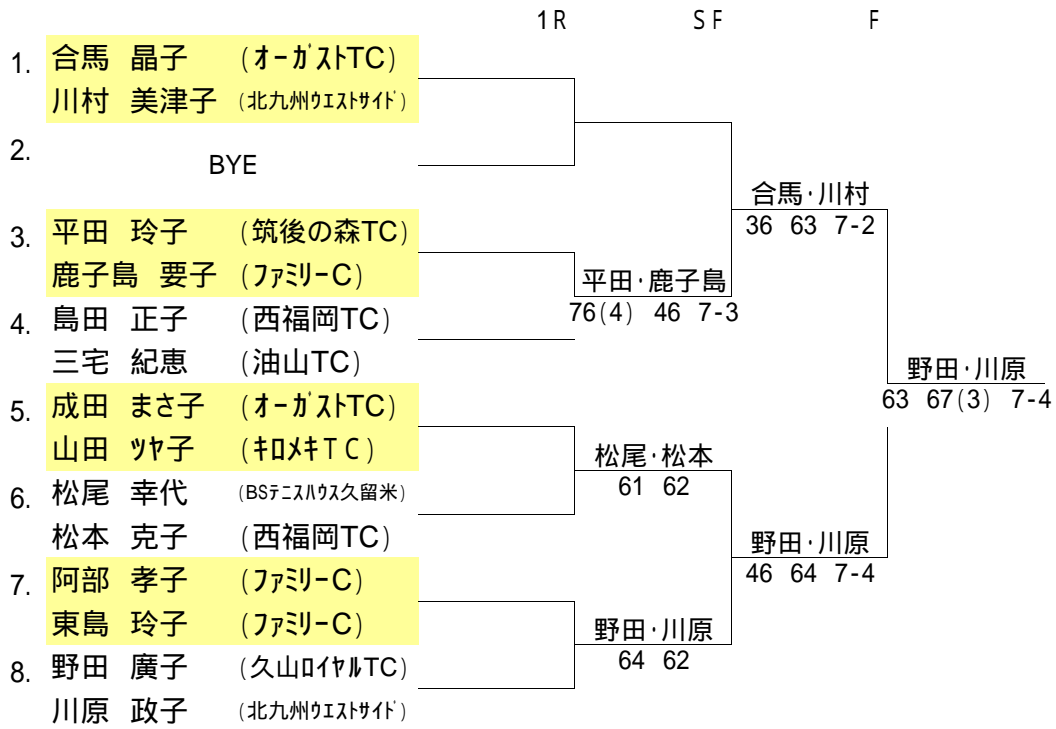 1R SF F
1. 合馬 晶子 (ｵｰｶﾞｽﾄTC)
川村 美津子 (北九州ｳｴｽﾄｻｲﾄﾞ)
2. BYE
合馬･川村
36 63 7-2
3. 平田 玲子 (筑後の森TC)
鹿子島 要子 (ﾌｧﾐﾘｰC)
平田･鹿子島
76(4) 46 7-3
4. 島田 正子 (西福岡TC)
三宅 紀恵 (油山TC)
野田･川原
63 67(3) 7-4
5. 成田 まさ子 (ｵｰｶﾞｽﾄTC)
山田 ﾂﾔ子 (ｷﾛﾒｷＴＣ)
松尾･松本
61 62
6. 松尾 幸代 (BSﾃﾆｽﾊｳｽ久留米)
松本 克子 (西福岡TC)
野田･川原
46 64 7-4
7. 阿部 孝子 (ﾌｧﾐﾘｰC)
東島 玲子 (ﾌｧﾐﾘｰC)
野田･川原
64 62
8. 野田 廣子 (久山ﾛｲﾔﾙTC)
川原 政子 (北九州ｳｴｽﾄｻｲﾄﾞ)